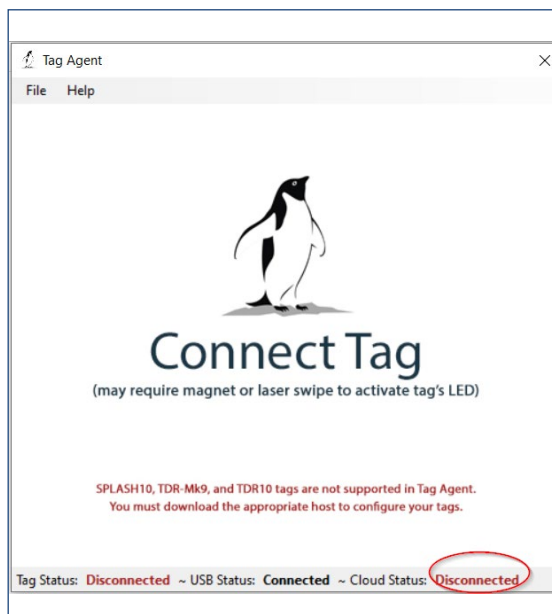 Tag Agent
File Help
Connect Tag
(may require magnet or laser swipe to activate tag's LED)
SPLASH10, TDR-Mk9, and TDR10 tags are not supported in Tag Agent.
You must download the appropriate host to configure your tags.
Tag Status: Disconnected ~ USB Status: Connected ~ Cloud Status: Disconnected